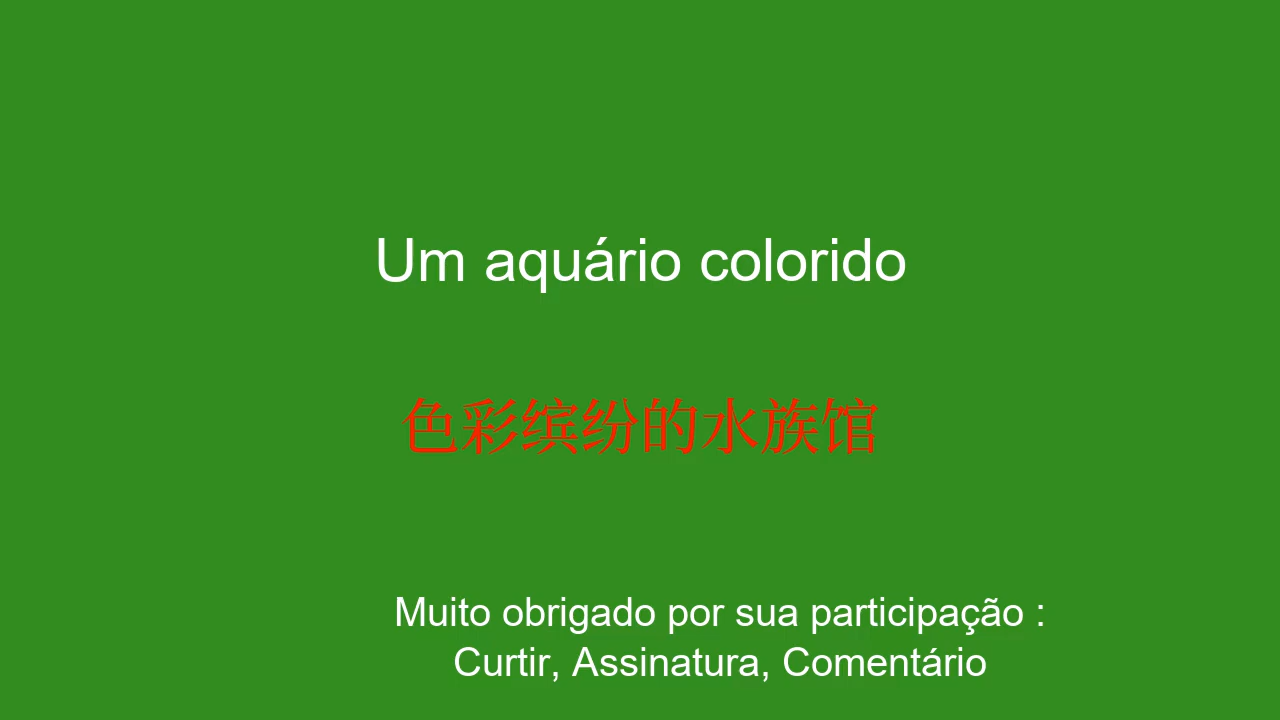 Um aquário colorido
色彩缤纷的水族馆
Muito obrigado por sua participação :
Curtir, Assinatura, Comentário